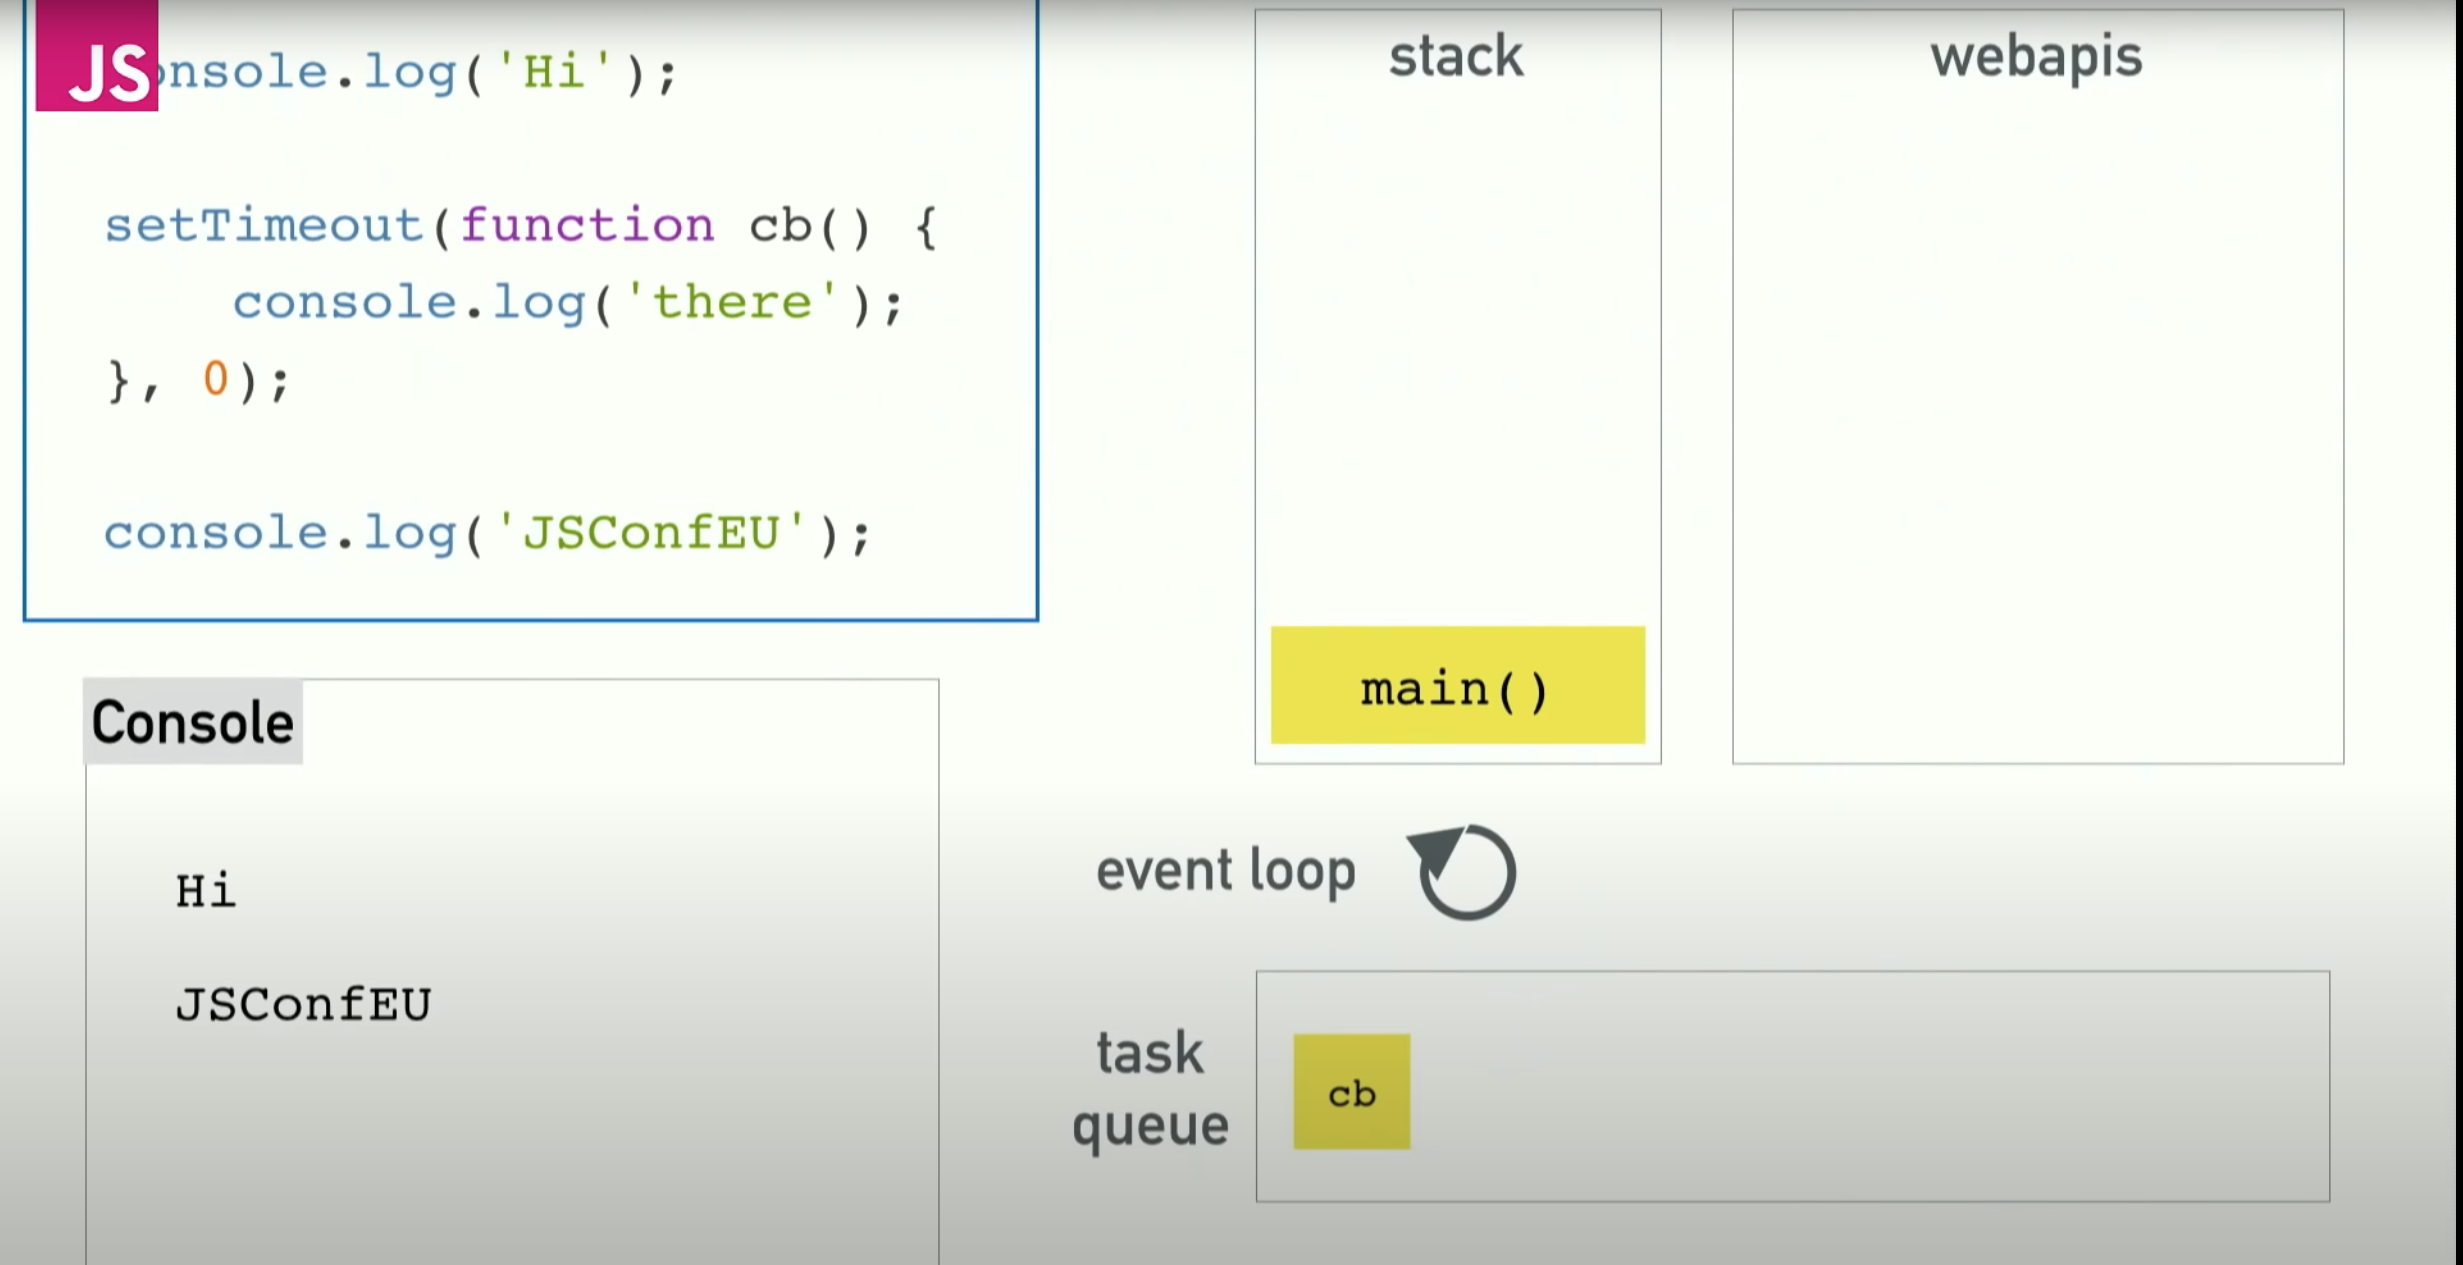 JS
onsole.log('Hi');
setTimeout(function cb() {
    console.log('there');
}, 0);
console.log('JSConfEU');
Console
Hi
JSConfEU
stack
main()
webapis
event loop
task
queue
cb